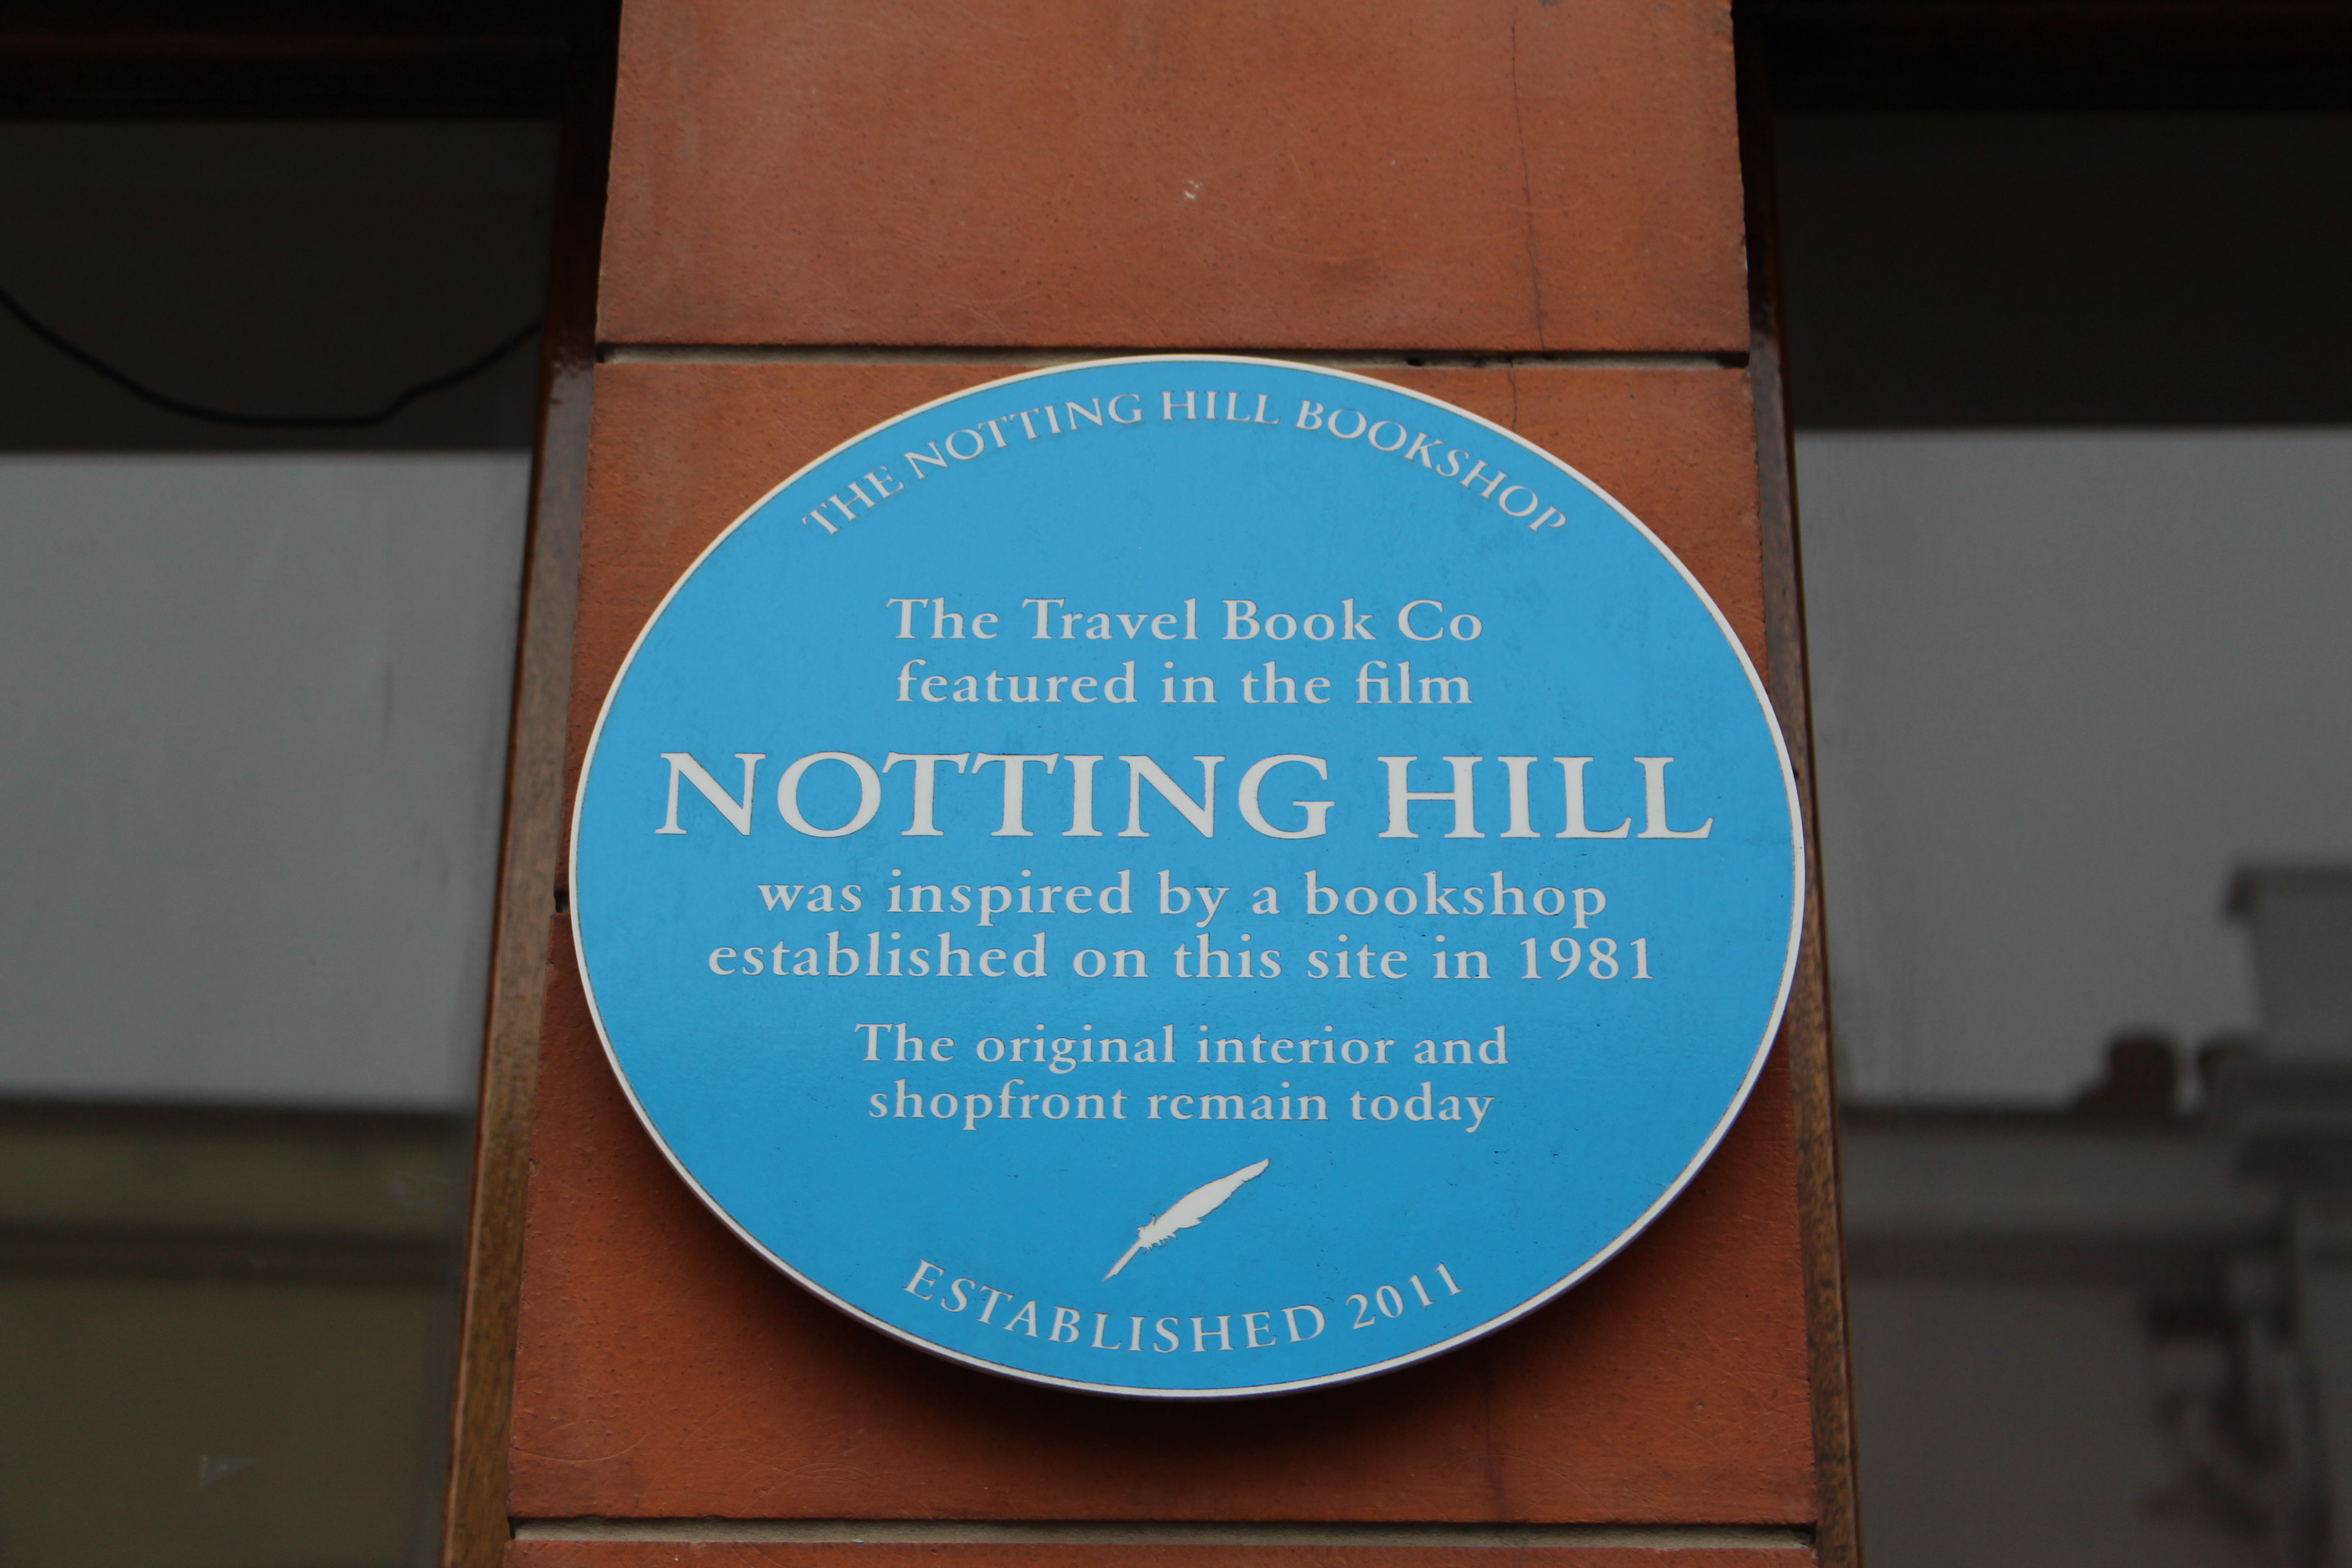 THE NOTTING HILL BOOKSHOP
The Travel Book Co
featured in the film
NOTTING HILL
was inspired by a bookshop
established on this site in 1981
The original interior and
shopfront remain today
ESTABLISHED 2011